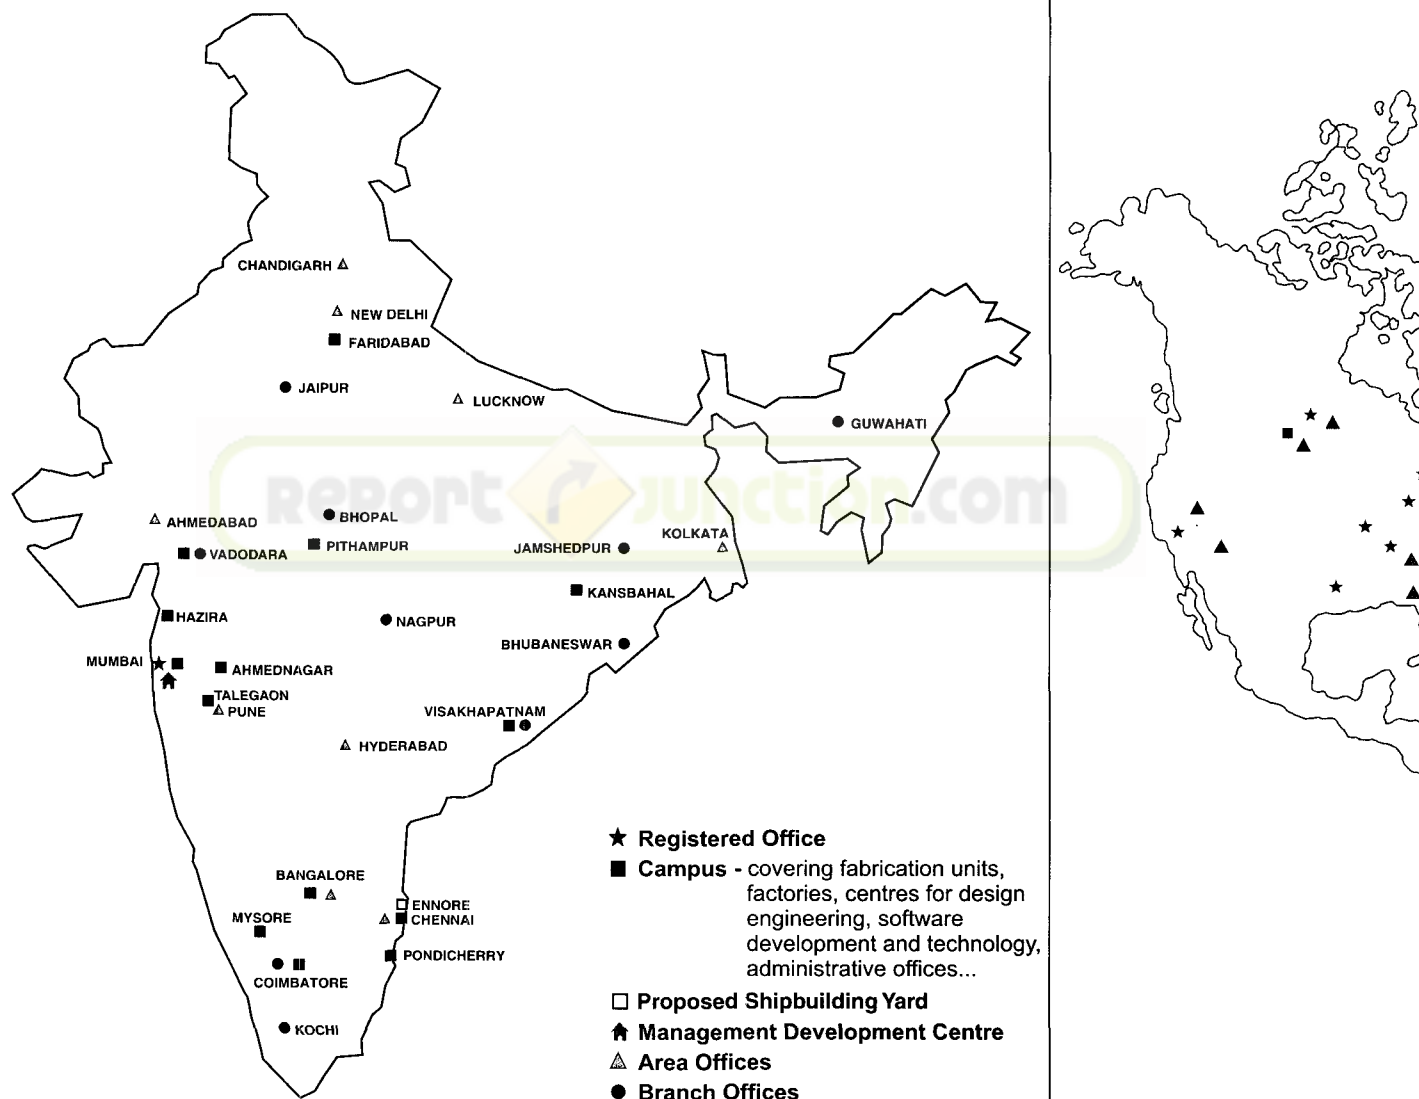 CHANDIGARH
NEW DELHI
FARIDABAD
JAIPUR
LUCKNOW
GUWAHATI
REPORT JUNCTION.COM
AHMEDABAD
BHOPAL
KOLKATA
VADODARA
PITHAMPUR
JAMSHEDPUR
KANSBAHAL
HAZIRA
NAGPUR
BHUBANESWAR
MUMBAI
AHMEDNAGAR
TALEGAON
PUNE
VISAKHAPATNAM
HYDERABAD
BANGALORE
ENNORE
CHENNAI
MYSORE
PONDICHERRY
COIMBATORE
KOCHI
Registered Office
Campus - covering fabrication units,
factories, centres for design
engineering, software
development and technology,
administrative offices...
Proposed Shipbuilding Yard
Management Development Centre
Area Offices
Branch Offices